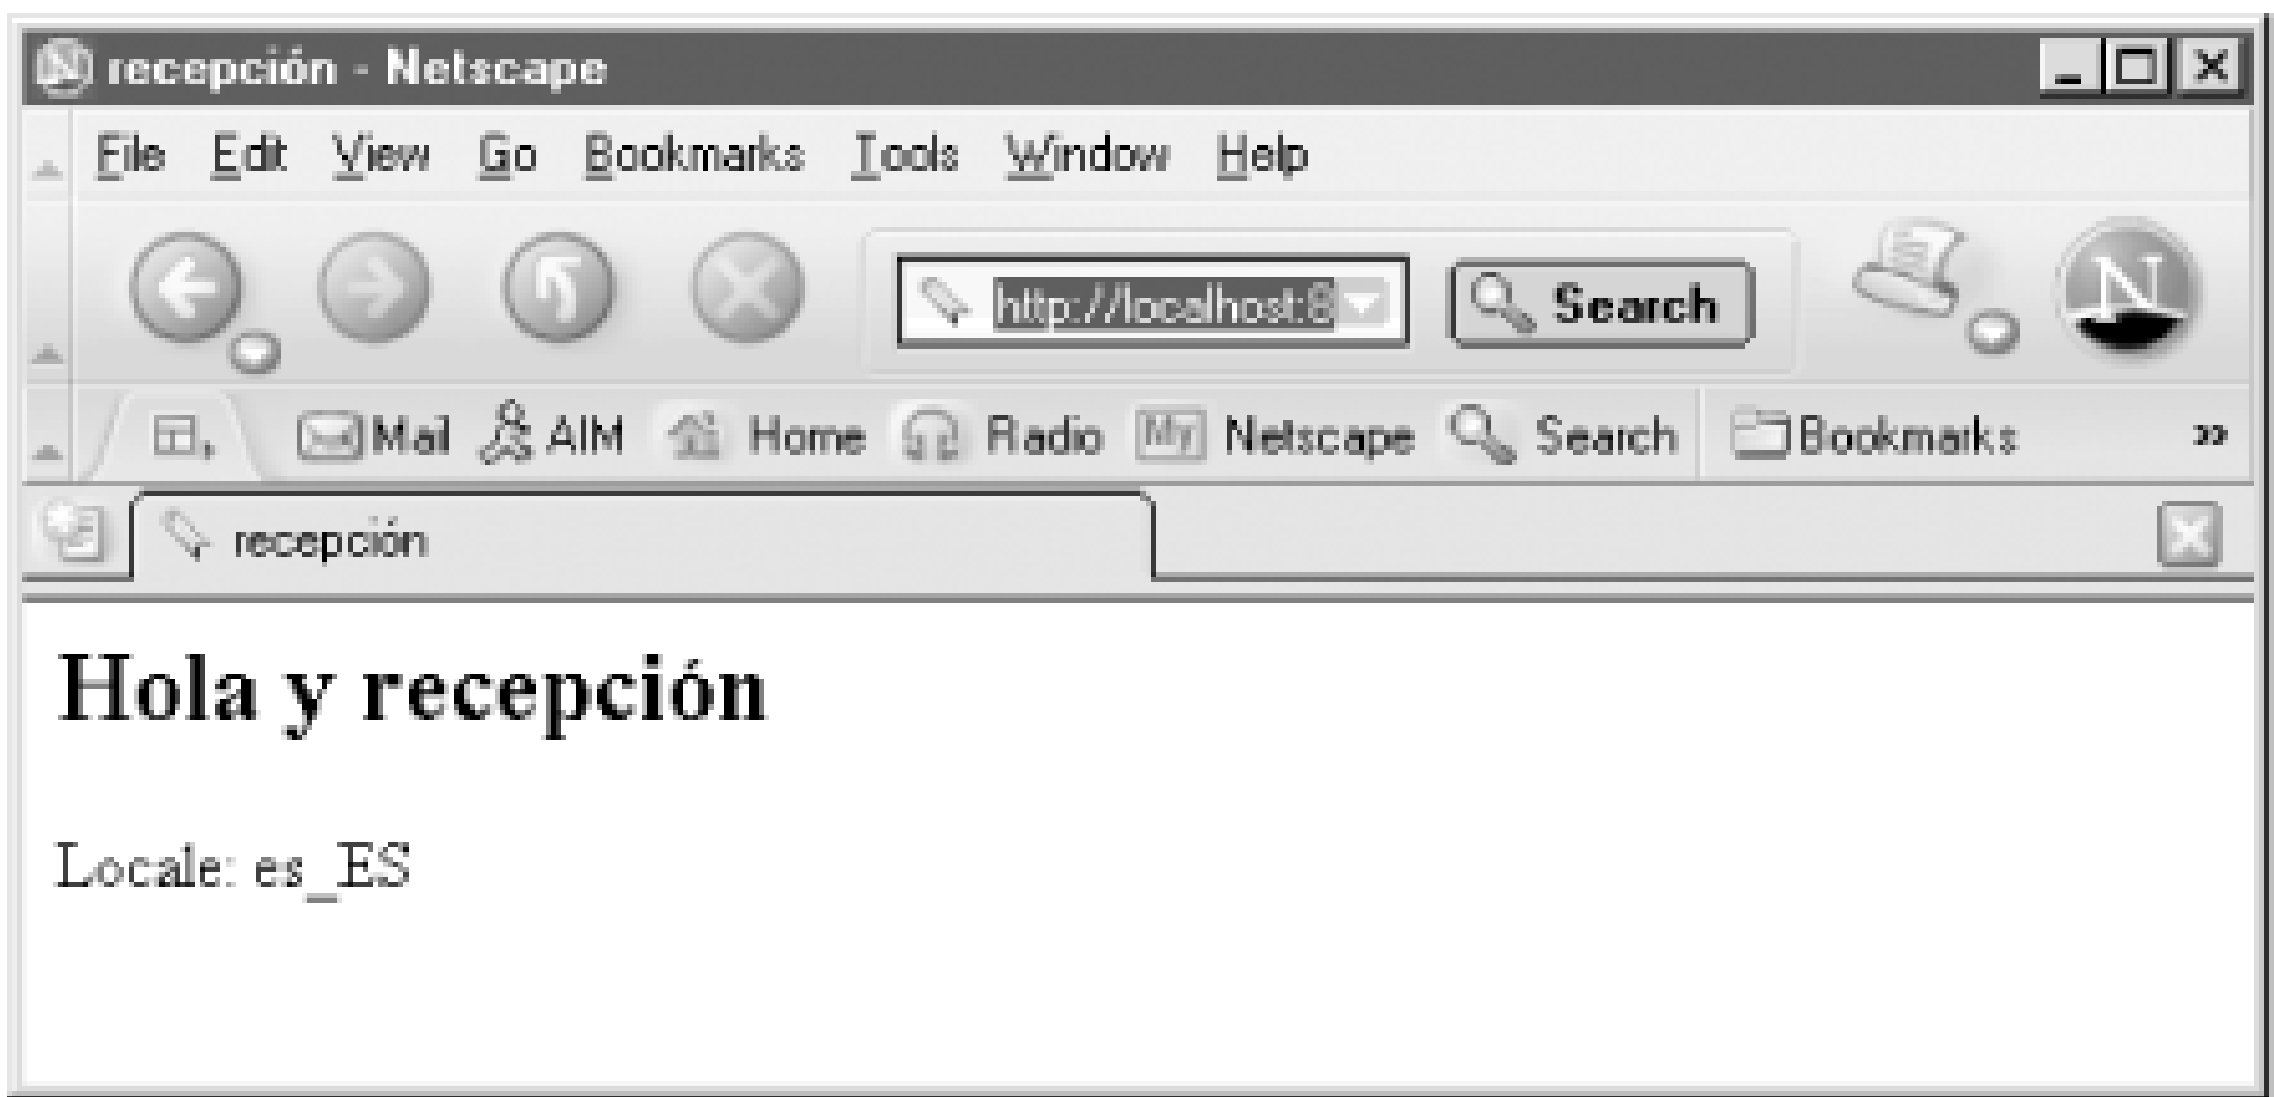 recepción - Netscape
File Edit View Go Bookmarks Tools Window Help
http://localhost:8 Search N
Mail AIM Home Radio My Netscape Search Bookmarks »
recepción
Hola y recepción
Locale: es_ES